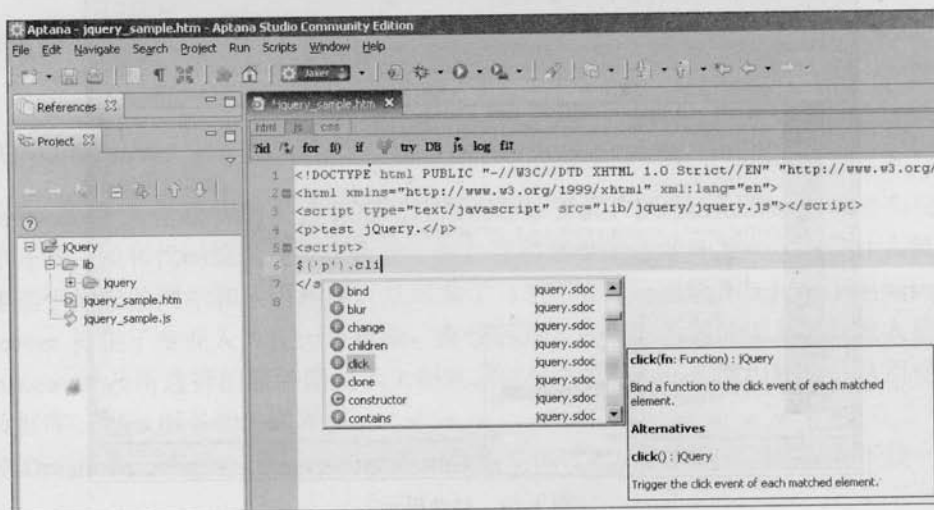 Aptana - jquery_sample.htm - Aptana Studio Community Edition
File Edit Navigate Search Project Run Scripts Window Help
Jaxer
References
Project
jQuery
lib
jquery
jquery_sample.htm
jquery_sample.js
*jquery_sample.htm
html js css
for f() if try DB js log
1 <!DOCTYPE html PUBLIC "-//W3C//DTD XHTML 1.0 Strict//EN" "http://www.w3.org/
2 <html xmlns="http://www.w3.org/1999/xhtml" xml:lang="en">
3 <script type="text/javascript" src="lib/jquery/jquery.js"></script>
4 <p>test jQuery.</p>
5 <script>
6 $('p').cli
7 </s
8
bind jquery.sdoc
blur jquery.sdoc
change jquery.sdoc
children jquery.sdoc
click jquery.sdoc
clone jquery.sdoc
constructor jquery.sdoc
contains jquery.sdoc
click(fn: Function) : jQuery
Bind a function to the click event of each matched
element.
Alternatives
click() : jQuery
Trigger the click event of each matched element.